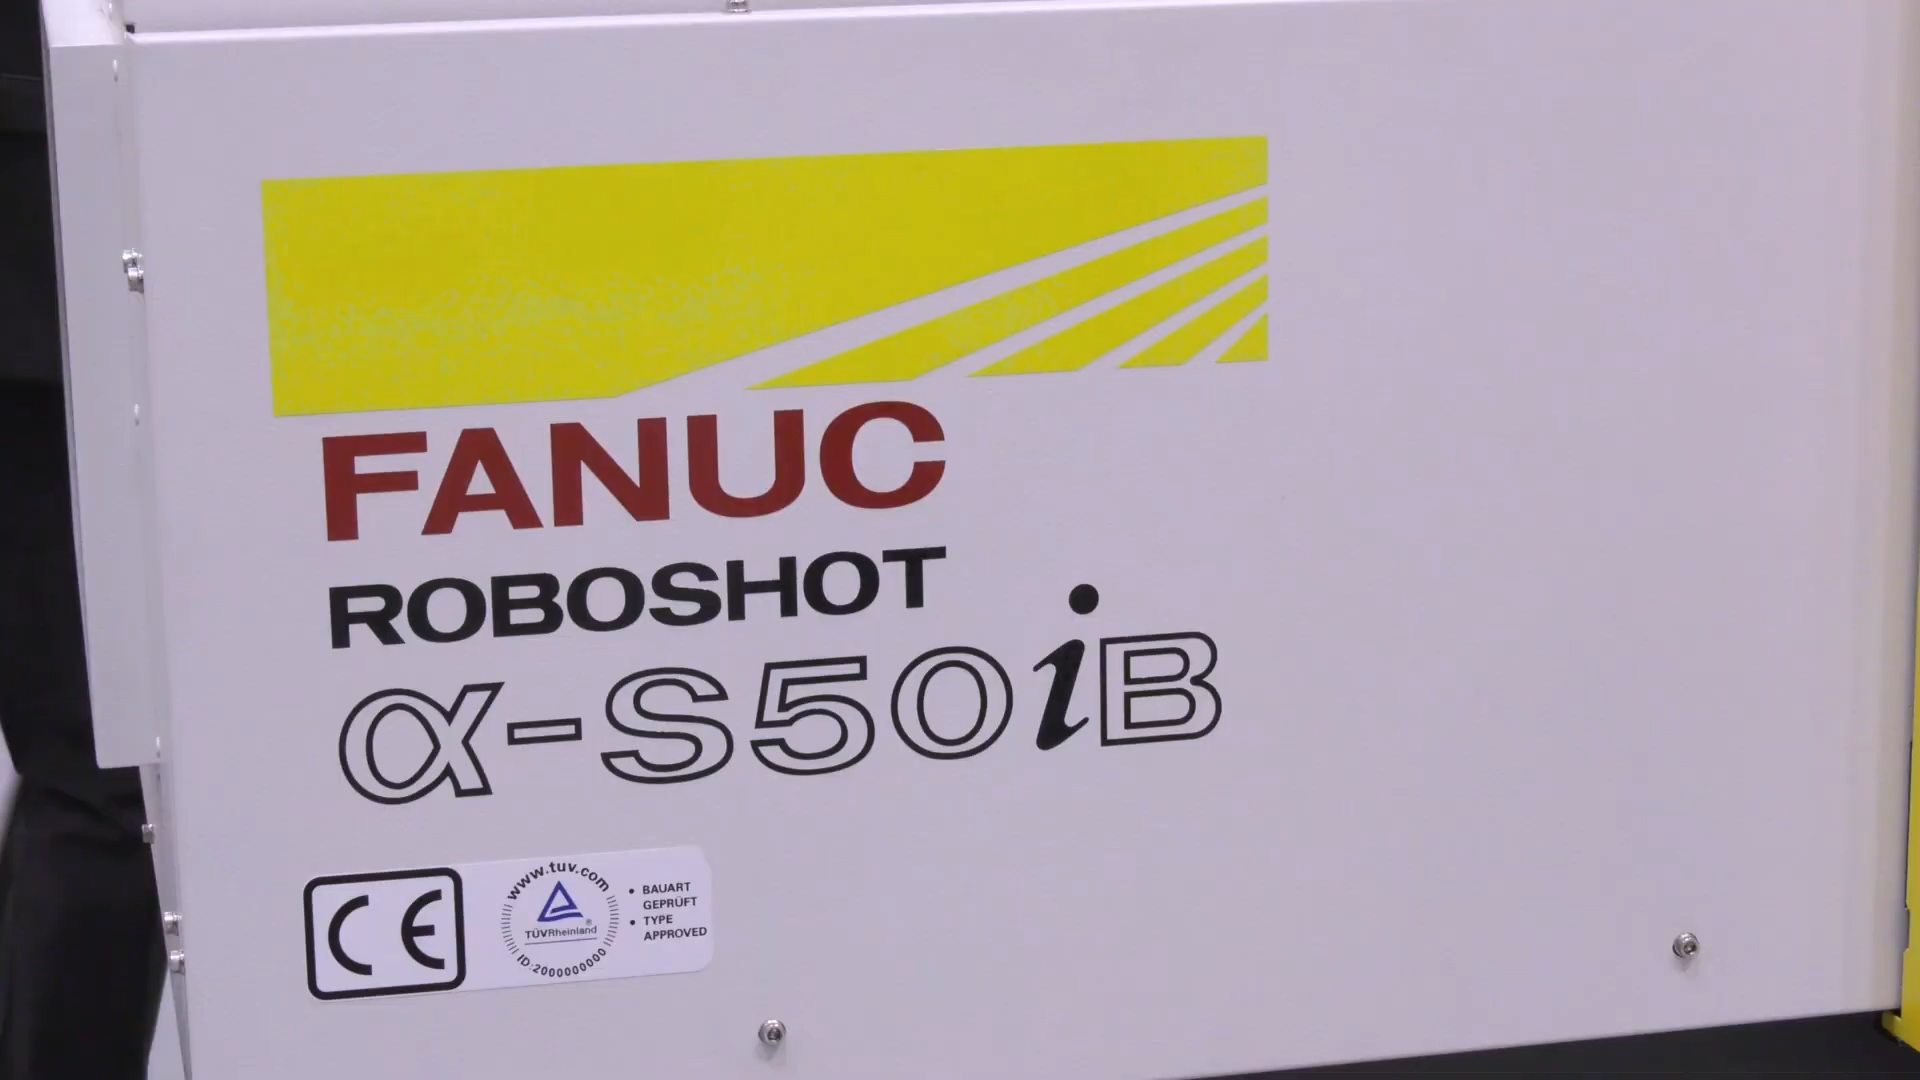 FANUC
ROBOSHOT
α-S50iB
CE
www.tuv.com
TÜVRheinland®
ID:2000000000
• BAUART
GEPRÜFT
• TYPE
APPROVED